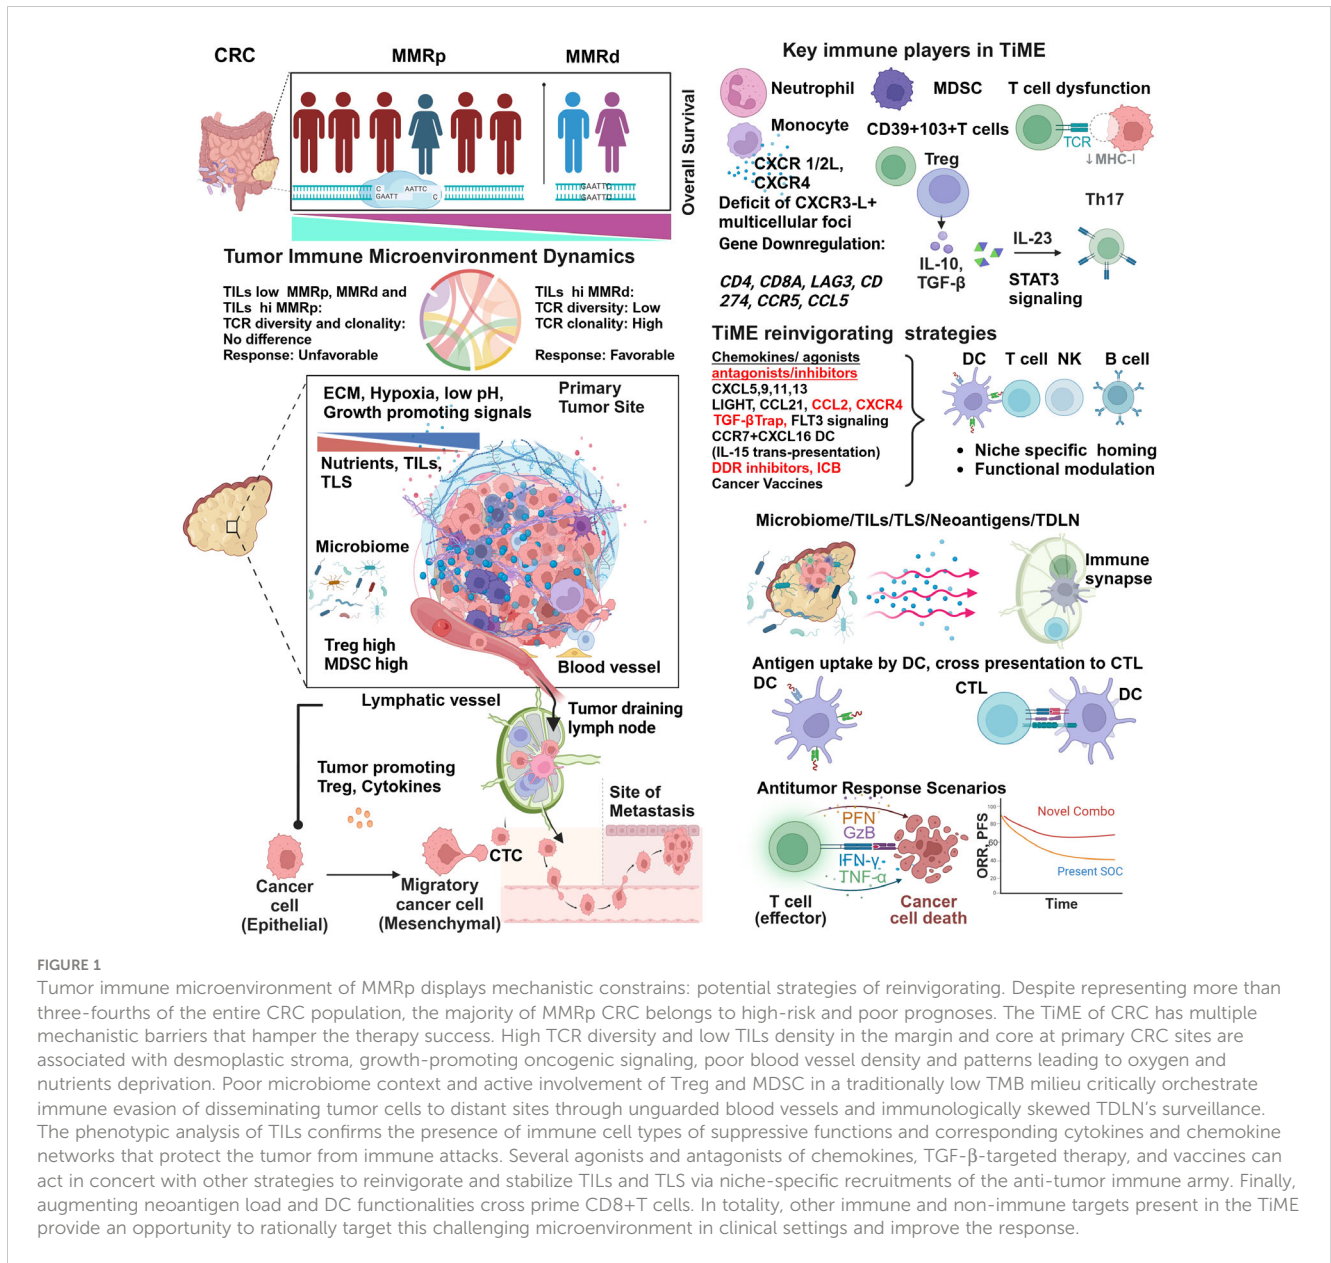 CRC
MMRp
MMRd
C
AATTC
GAATT
C
GAATTC
GAATTC
Overall Survival
Tumor Immune Microenvironment Dynamics
TILs low MMRp, MMRd and
TILs hi MMRp:
TCR diversity and clonality:
No difference
Response: Unfavorable
TILs hi MMRd:
TCR diversity: Low
TCR clonality: High
Response: Favorable
ECM, Hypoxia, low pH,
Growth promoting signals
Primary
Tumor Site
Nutrients, TILs,
TLS
Microbiome
Treg high
MDSC high
Blood vessel
Lymphatic vessel
Tumor draining
lymph node
Tumor promoting
Treg, Cytokines
Site of
Metastasis
CTC
Cancer
cell
(Epithelial)
Migratory
cancer cell
(Mesenchymal)
Key immune players in TiME
Neutrophil
MDSC
T cell dysfunction
Monocyte
CD39+103+T cells
TCR
↓MHC-I
CXCR 1/2L,
CXCR4
Treg
Deficit of CXCR3-L+
multicellular foci
Th17
Gene Downregulation:
IL-23
IL-10,
TGF-β
STAT3
signaling
CD4, CD8A, LAG3, CD
274, CCR5, CCL5
TiME reinvigorating strategies
Chemokines/ agonists
antagonists/inhibitors
CXCL5,9,11,13
LIGHT, CCL21, CCL2, CXCR4
TGF-βTrap, FLT3 signaling
CCR7+CXCL16 DC
(IL-15 trans-presentation)
DDR inhibitors, ICB
Cancer Vaccines
DC
T cell
NK
B cell
• Niche specific homing
• Functional modulation
Microbiome/TILs/TLS/Neoantigens/TDLN
Immune
synapse
Antigen uptake by DC, cross presentation to CTL
DC
CTL
DC
Antitumor Response Scenarios
PFN
GzB
IFN-γ
TNF-α
T cell
(effector)
Cancer
cell death
ORR, PFS
100
80
60
40
20
0
Novel Combo
Present SOC
Time
FIGURE 1
Tumor immune microenvironment of MMRp displays mechanistic constrains: potential strategies of reinvigorating. Despite representing more than
three-fourths of the entire CRC population, the majority of MMRp CRC belongs to high-risk and poor prognoses. The TiME of CRC has multiple
mechanistic barriers that hamper the therapy success. High TCR diversity and low TILs density in the margin and core at primary CRC sites are
associated with desmoplastic stroma, growth-promoting oncogenic signaling, poor blood vessel density and patterns leading to oxygen and
nutrients deprivation. Poor microbiome context and active involvement of Treg and MDSC in a traditionally low TMB milieu critically orchestrate
immune evasion of disseminating tumor cells to distant sites through unguarded blood vessels and immunologically skewed TDLN's surveillance.
The phenotypic analysis of TILs confirms the presence of immune cell types of suppressive functions and corresponding cytokines and chemokine
networks that protect the tumor from immune attacks. Several agonists and antagonists of chemokines, TGF-β-targeted therapy, and vaccines can
act in concert with other strategies to reinvigorate and stabilize TILs and TLS via niche-specific recruitments of the anti-tumor immune army. Finally,
augmenting neoantigen load and DC functionalities cross prime CD8+T cells. In totality, other immune and non-immune targets present in the TiME
provide an opportunity to rationally target this challenging microenvironment in clinical settings and improve the response.